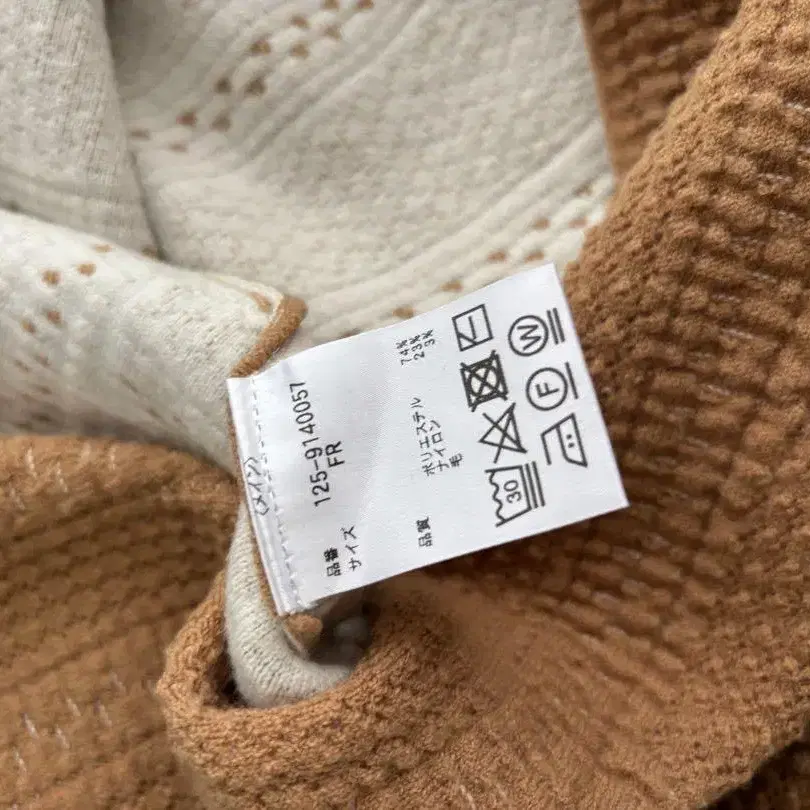 〈メイン〉
品番 125-9140057
サイズ FR
品質 ポリエステル 74%
ナイロン 23%
毛 3%
30
F
W